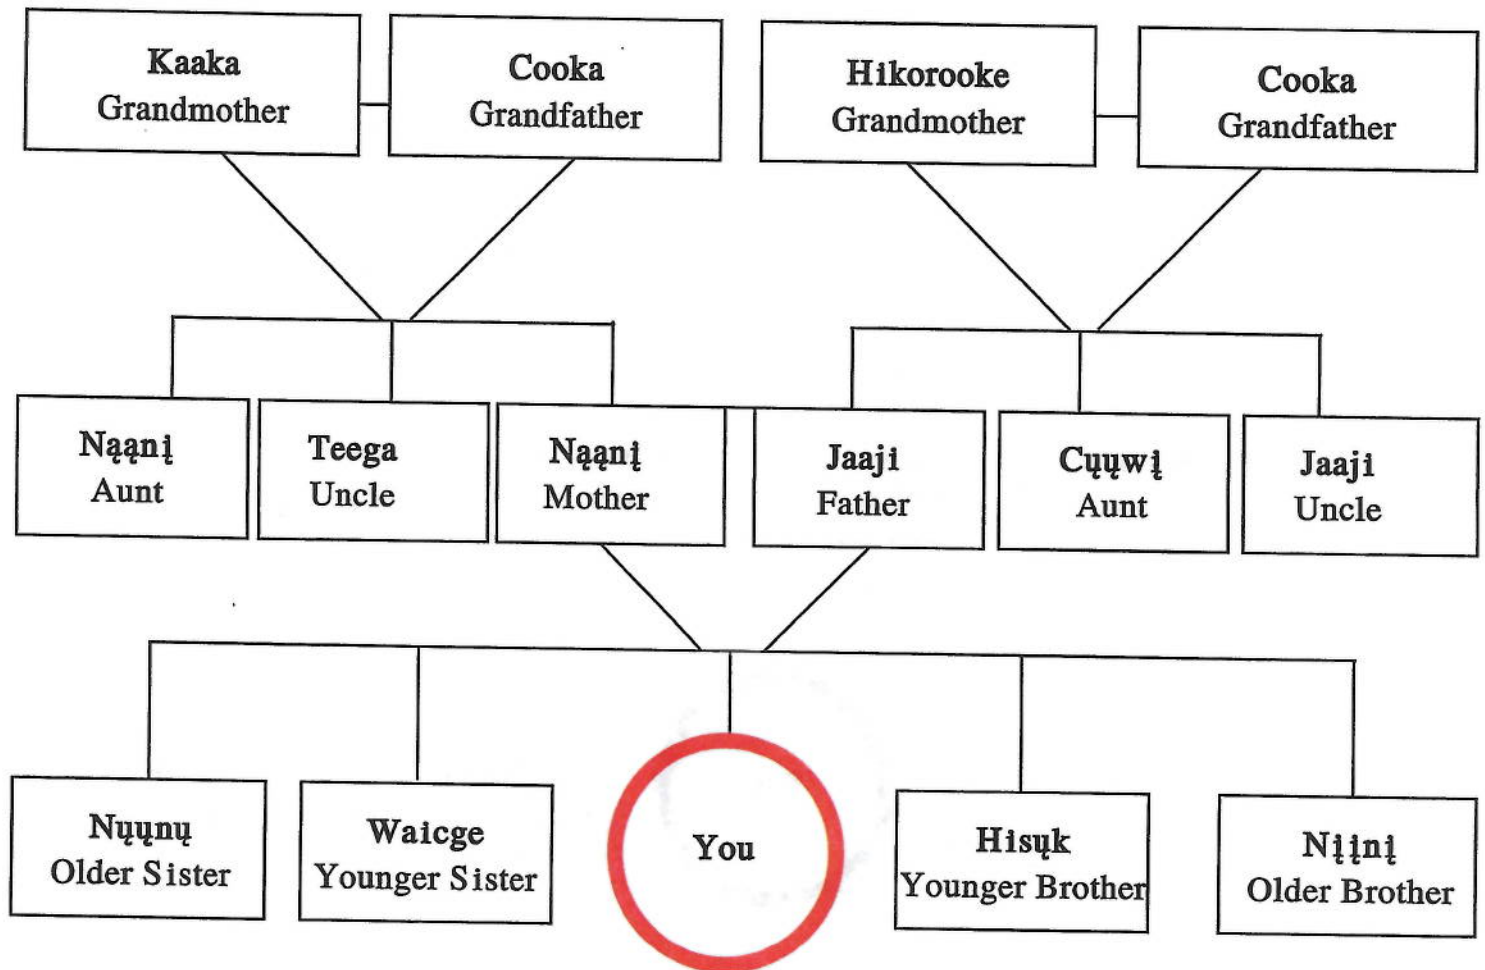 Kaaka
Grandmother
Cooka
Grandfather
Hikorooke
Grandmother
Cooka
Grandfather
Nąąnį
Aunt
Teega
Uncle
Nąąnį
Mother
Jaaji
Father
Cųųwį
Aunt
Jaaji
Uncle
Nųųnų
Older Sister
Waicge
Younger Sister
You
Hisųk
Younger Brother
Nįįnį
Older Brother